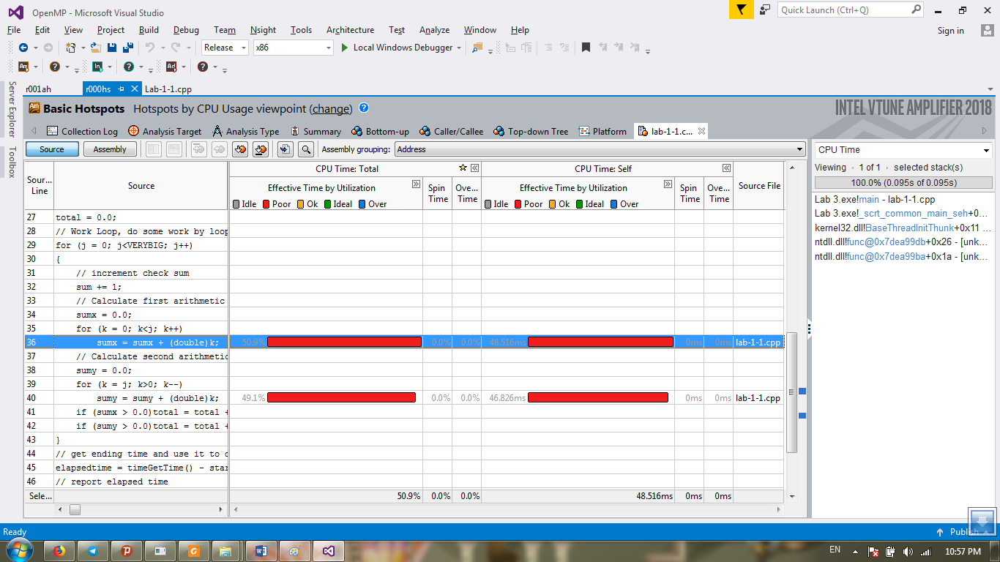 OpenMP - Microsoft Visual Studio
Quick Launch (Ctrl+Q)
File Edit View Project Build Debug Team Nsight Tools Architecture Test Analyze Window Help
Sign in
Release x86 Local Windows Debugger
Am ? In ? Ad ?
Server Explorer
Toolbox
r001ah r000hs Lab-1-1.cpp
Am Basic Hotspots Hotspots by CPU Usage viewpoint (change) ?
INTEL VTUNE AMPLIFIER 2018
Collection Log Analysis Target Analysis Type Summary Bottom-up Caller/Callee Top-down Tree Platform lab-1-1.c...
Source Assembly Assembly grouping: Address
Sour... Line Source
CPU Time: Total CPU Time: Self
Effective Time by Utilization Spin Time Ove... Time Effective Time by Utilization Spin Time Ove... Time Source File
Idle Poor Ok Ideal Over Idle Poor Ok Ideal Over
27 total = 0.0;
28 // Work Loop, do some work by loop
29 for (j = 0; j<VERYBIG; j++)
30 {
31 // increment check sum
32 sum += 1;
33 // Calculate first arithmetic
34 sumx = 0.0;
35 for (k = 0; k<j; k++)
36 sumx = sumx + (double)k; 50.9% 0.0% 0.0% 48.516ms 0ms 0ms lab-1-1.cpp
37 // Calculate second arithmetic
38 sumy = 0.0;
39 for (k = j; k>0; k--)
40 sumy = sumy + (double)k; 49.1% 0.0% 0.0% 46.826ms 0ms 0ms lab-1-1.cpp
41 if (sumx > 0.0)total = total +
42 if (sumy > 0.0)total = total +
43 }
44 // get ending time and use it to
45 elapsedtime = timeGetTime() - star
46 // report elapsed time
Sele... 50.9% 0.0% 0.0% 48.516ms 0ms 0ms
CPU Time
Viewing 1 of 1 selected stack(s)
100.0% (0.095s of 0.095s)
Lab 3.exe!main - lab-1-1.cpp
Lab 3.exe!_scrt_common_main_seh+0...
kernel32.dll!BaseThreadInitThunk+0x11 ...
ntdll.dll!func@0x7dea99db+0x26 - [unk...
ntdll.dll!func@0x7dea99ba+0x1a - [unk...
Ready
Publish
EN 10:57 PM